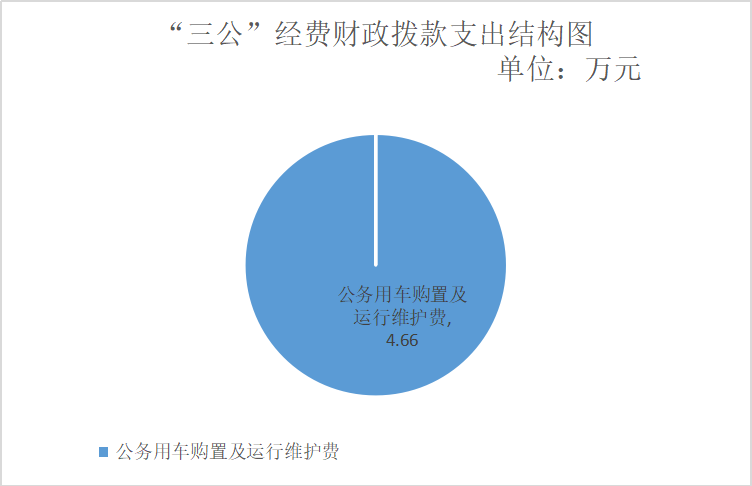 “三公”经费财政拨款支出结构图
单位：万元
公务用车购置及
运行维护费,
4.66
公务用车购置及运行维护费